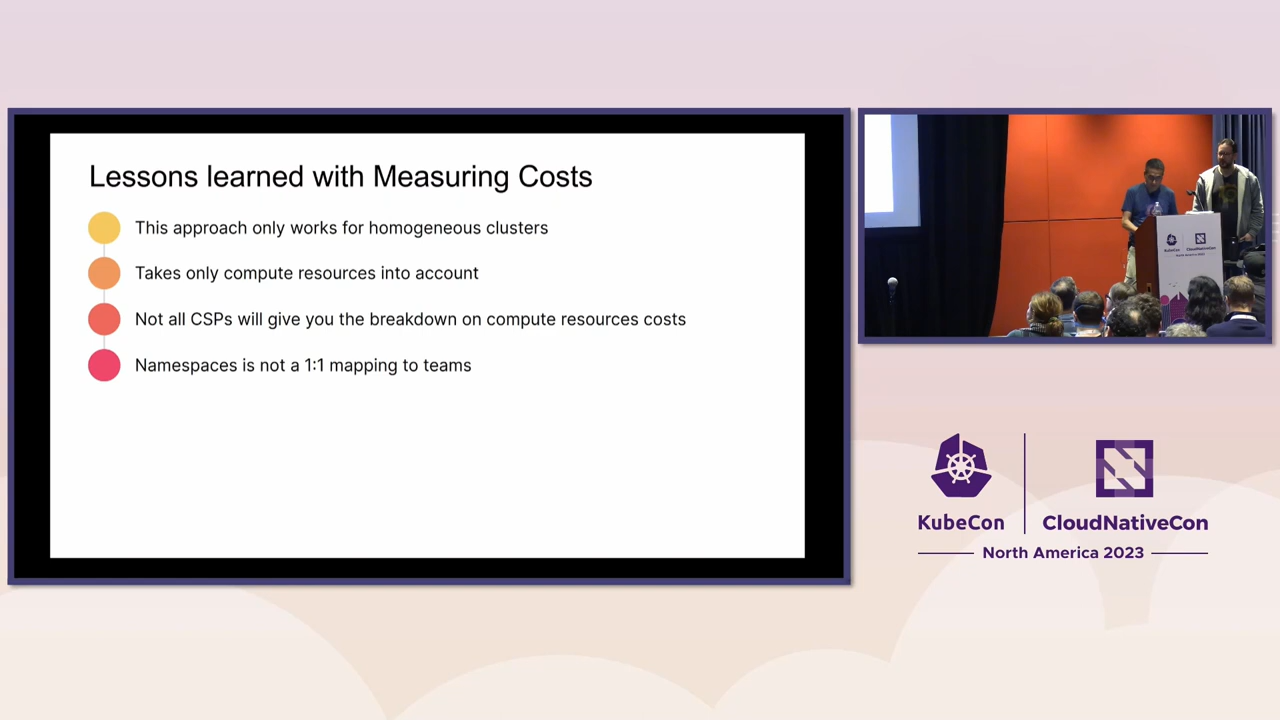 Lessons learned with Measuring Costs
This approach only works for homogeneous clusters
Takes only compute resources into account
Not all CSPs will give you the breakdown on compute resources costs
Namespaces is not a 1:1 mapping to teams
KubeCon
CloudNativeCon
North America 2023